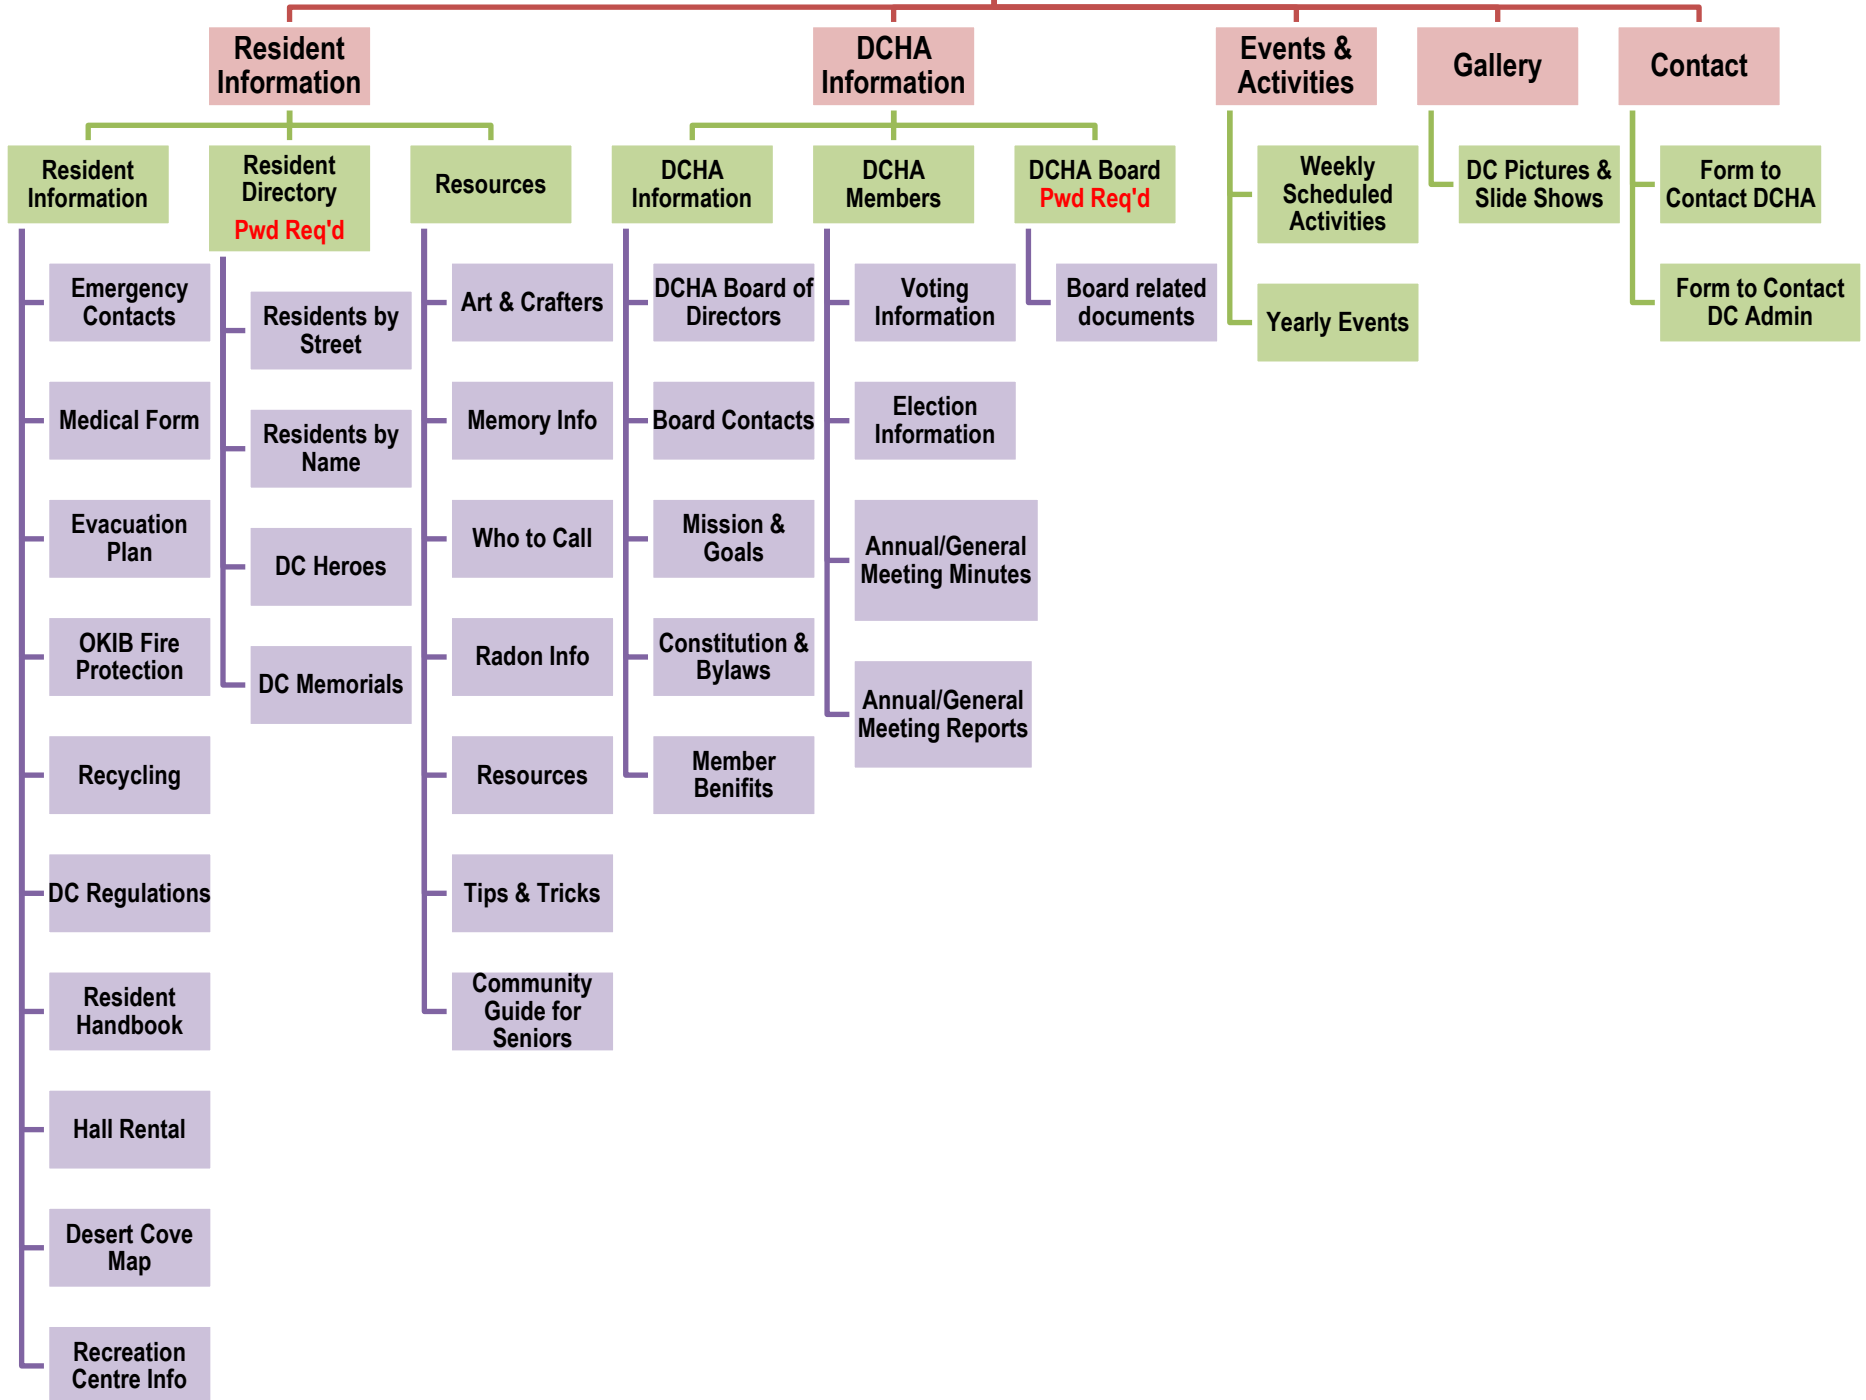 Resident
Information
DCHA
Information
Events &
Activities
Gallery
Contact
Resident
Information
Resident
Directory
Pwd Req'd
Resources
DCHA
Information
DCHA
Members
DCHA Board
Pwd Req'd
Weekly
Scheduled
Activities
Yearly Events
DC Pictures &
Slide Shows
Form to
Contact DCHA
Form to Contact
DC Admin
Emergency
Contacts
Medical Form
Evacuation
Plan
OKIB Fire
Protection
Recycling
DC Regulations
Resident
Handbook
Hall Rental
Desert Cove
Map
Recreation
Centre Info
Residents by
Street
Residents by
Name
DC Heroes
DC Memorials
Art & Crafters
Memory Info
Who to Call
Radon Info
Resources
Tips & Tricks
Community
Guide for
Seniors
DCHA Board of
Directors
Board Contacts
Mission &
Goals
Constitution &
Bylaws
Member
Benifits
Voting
Information
Election
Information
Annual/General
Meeting Minutes
Annual/General
Meeting Reports
Board related
documents